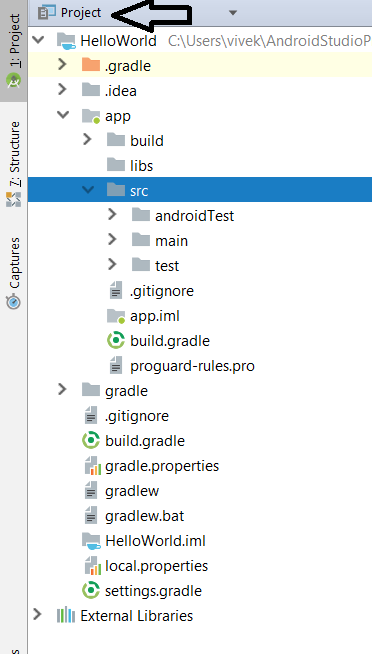 Project
HelloWorld C:\Users\vivek\AndroidStudioP
.gradle
.idea
app
build
libs
src
androidTest
main
test
.gitignore
app.iml
build.gradle
proguard-rules.pro
gradle
.gitignore
build.gradle
gradle.properties
gradlew
gradlew.bat
HelloWorld.iml
local.properties
settings.gradle
External Libraries
1: Project
7: Structure
Captures